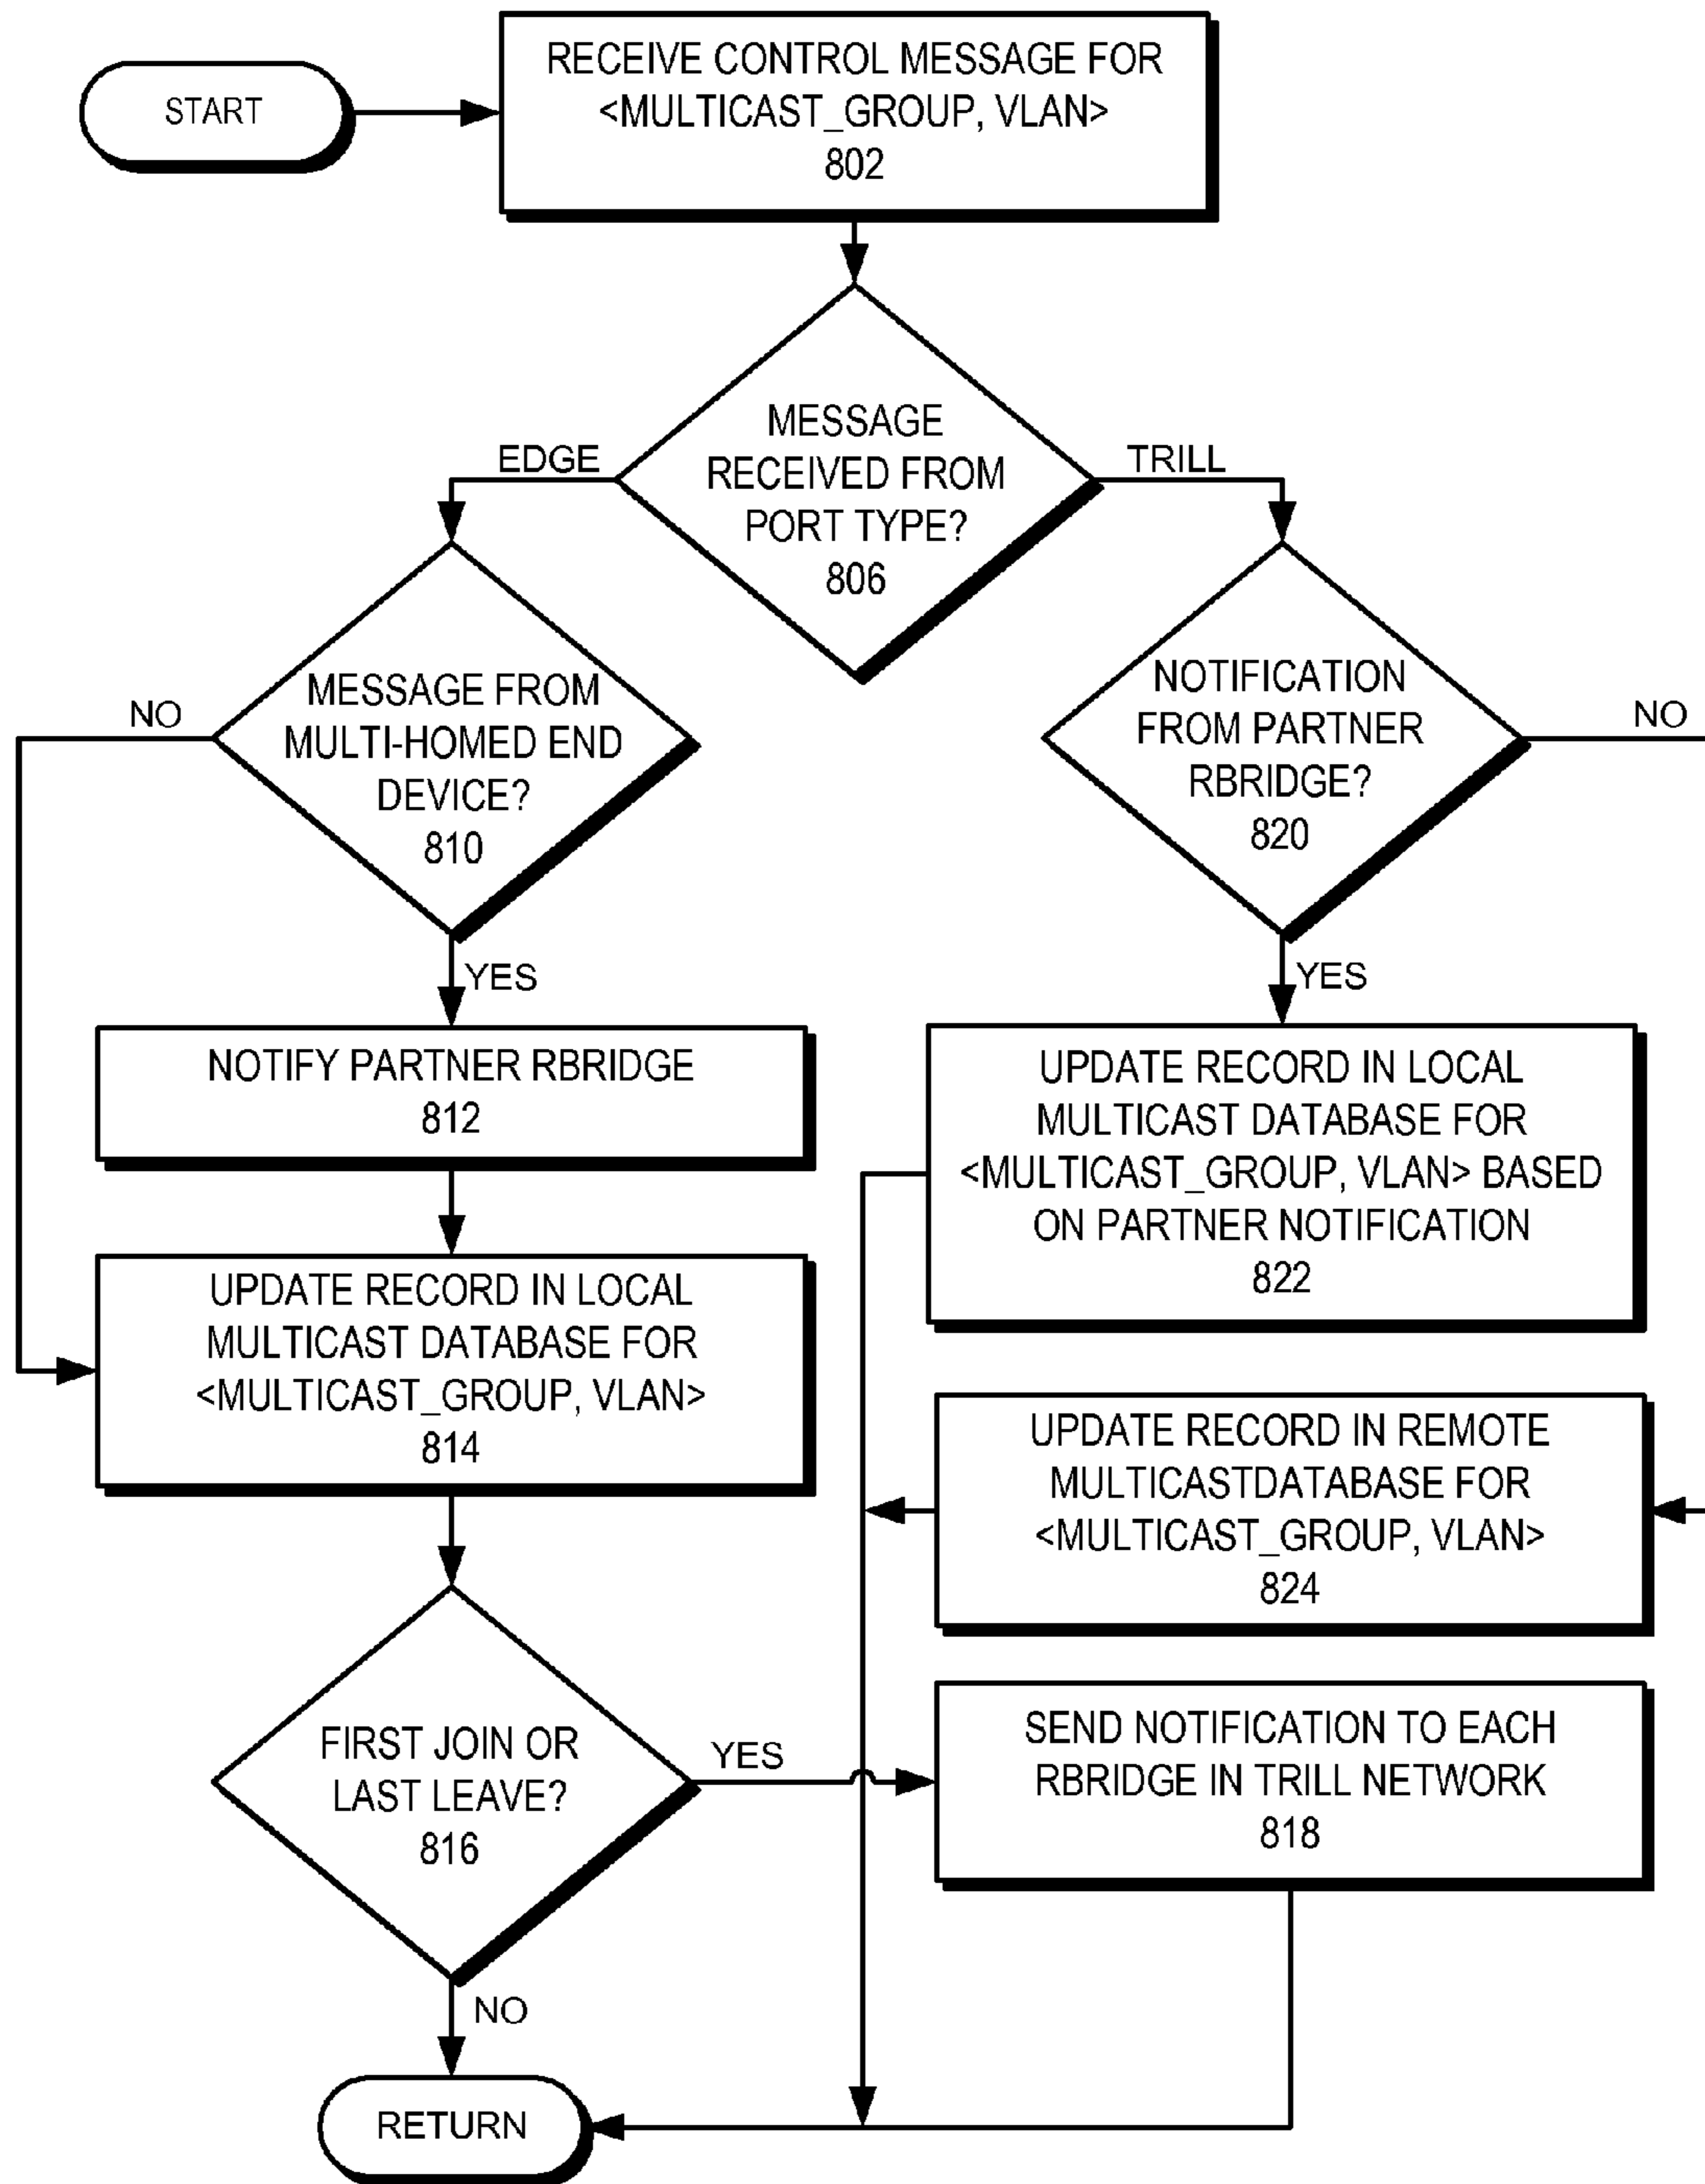 START
RECEIVE CONTROL MESSAGE FOR
<MULTICAST_GROUP, VLAN>
802
MESSAGE
RECEIVED FROM
PORT TYPE?
806
EDGE
TRILL
MESSAGE FROM
MULTI-HOMED END
DEVICE?
810
NO
YES
NOTIFICATION
FROM PARTNER
RBRIDGE?
820
NO
YES
NOTIFY PARTNER RBRIDGE
812
UPDATE RECORD IN LOCAL
MULTICAST DATABASE FOR
<MULTICAST_GROUP, VLAN> BASED
ON PARTNER NOTIFICATION
822
UPDATE RECORD IN LOCAL
MULTICAST DATABASE FOR
<MULTICAST_GROUP, VLAN>
814
UPDATE RECORD IN REMOTE
MULTICASTDATABASE FOR
<MULTICAST_GROUP, VLAN>
824
FIRST JOIN OR
LAST LEAVE?
816
YES
NO
SEND NOTIFICATION TO EACH
RBRIDGE IN TRILL NETWORK
818
RETURN